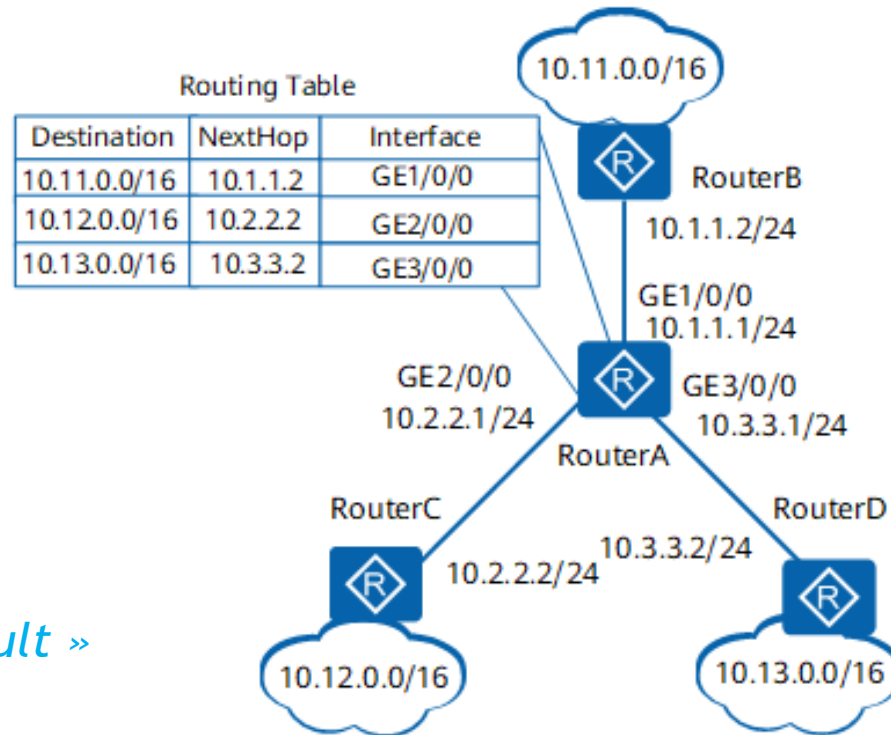 10.11.0.0/16
Routing Table
Destination NextHop Interface
10.11.0.0/16 10.1.1.2 GE1/0/0
10.12.0.0/16 10.2.2.2 GE2/0/0
10.13.0.0/16 10.3.3.2 GE3/0/0
R
RouterB
10.1.1.2/24
GE1/0/0
10.1.1.1/24
GE2/0/0
10.2.2.1/24
R
GE3/0/0
10.3.3.1/24
RouterA
RouterC
RouterD
10.2.2.2/24
10.3.3.2/24
R
R
ult »
10.12.0.0/16
10.13.0.0/16